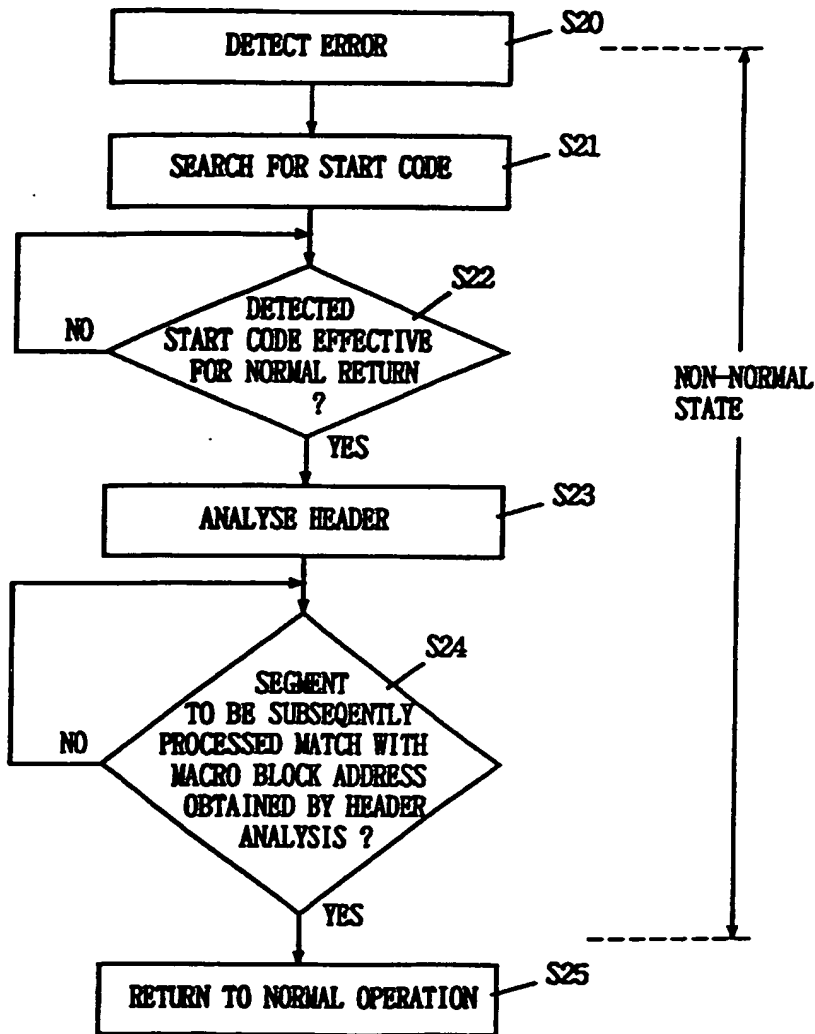 S20
DETECT ERROR
S21
SEARCH FOR START CODE
S22
DETECTED
START CODE EFFECTIVE
FOR NORMAL RETURN
?
NO
YES
NON-NORMAL
STATE
S23
ANALYSE HEADER
S24
SEGMENT
TO BE SUBSEQENTLY
PROCESSED MATCH WITH
MACRO BLOCK ADDRESS
OBTAINED BY HEADER
ANALYSIS ?
NO
YES
S25
RETURN TO NORMAL OPERATION